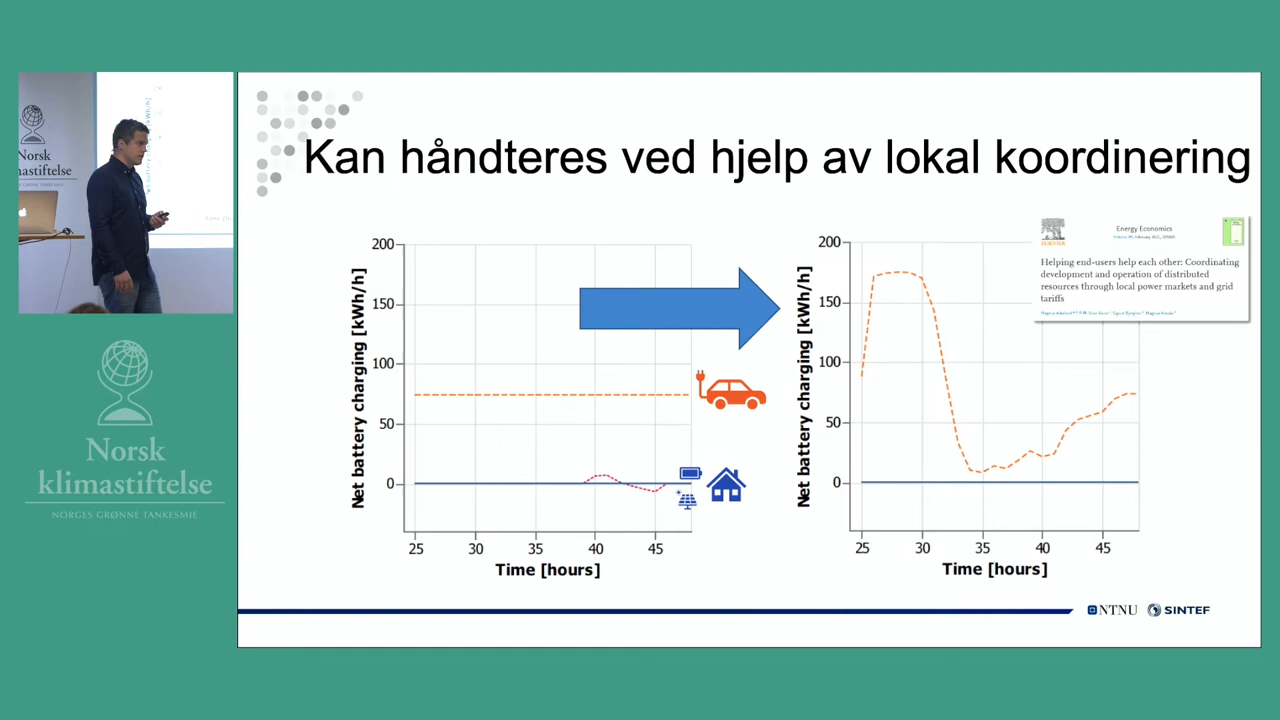 Norsk
nastiftelse
Norsk
klimastiftelse
NORGES GRØNNE TANKESMIE
Kan håndteres ved hjelp av lokal koordinering
200
150
100
50
0
Net battery charging [kWh/h]
25 30 35 40 45
Time [hours]
200
150
100
50
0
Net battery charging [kWh/h]
25 30 35 40 45
Time [hours]
ELSEVIER
Energy Economics
Helping end-users help each other: Coordinating
development and operation of distributed
resources through local power markets and grid
tariffs
NTNU SINTEF